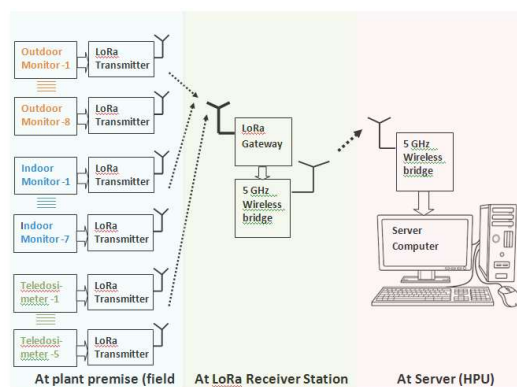 Outdoor
Monitor-1
LoRa
Transmitter
Outdoor
Monitor-8
LoRa
Transmitter
Indoor
Monitor-1
LoRa
Transmitter
Indoor
Monitor-7
LoRa
Transmitter
Teledosi-
meter -1
LoRa
Transmitter
Teledosi-
meter -5
LoRa
Transmitter
At plant premise (field
LoRa
Gateway
5 GHz
Wireless
bridge
At LoRa Receiver Station
5 GHz
Wireless
bridge
Server
Computer
At Server (HPU)